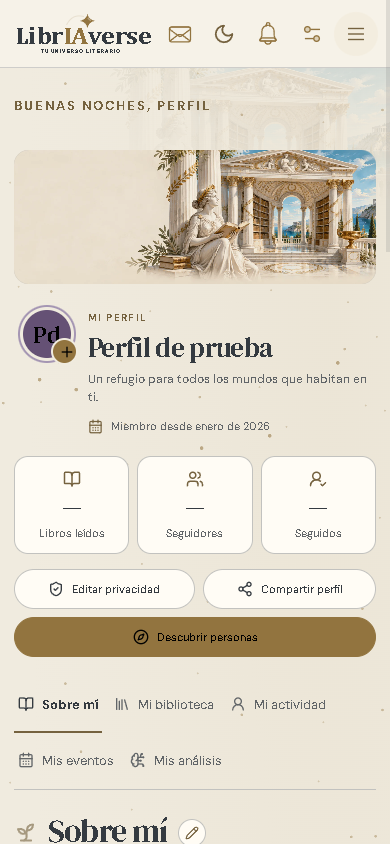 LibrIAverse
TU UNIVERSO LITERARIO
BUENAS NOCHES, PERFIL
Pd
MI PERFIL
Perfil de prueba
Un refugio para todos los mundos que habitan en
ti.
Miembro desde enero de 2026
— — —
Libros leídos Seguidores Seguidos
Editar privacidad Compartir perfil
Descubrir personas
Sobre mí Mi biblioteca Mi actividad
Mis eventos Mis análisis
Sobre mí